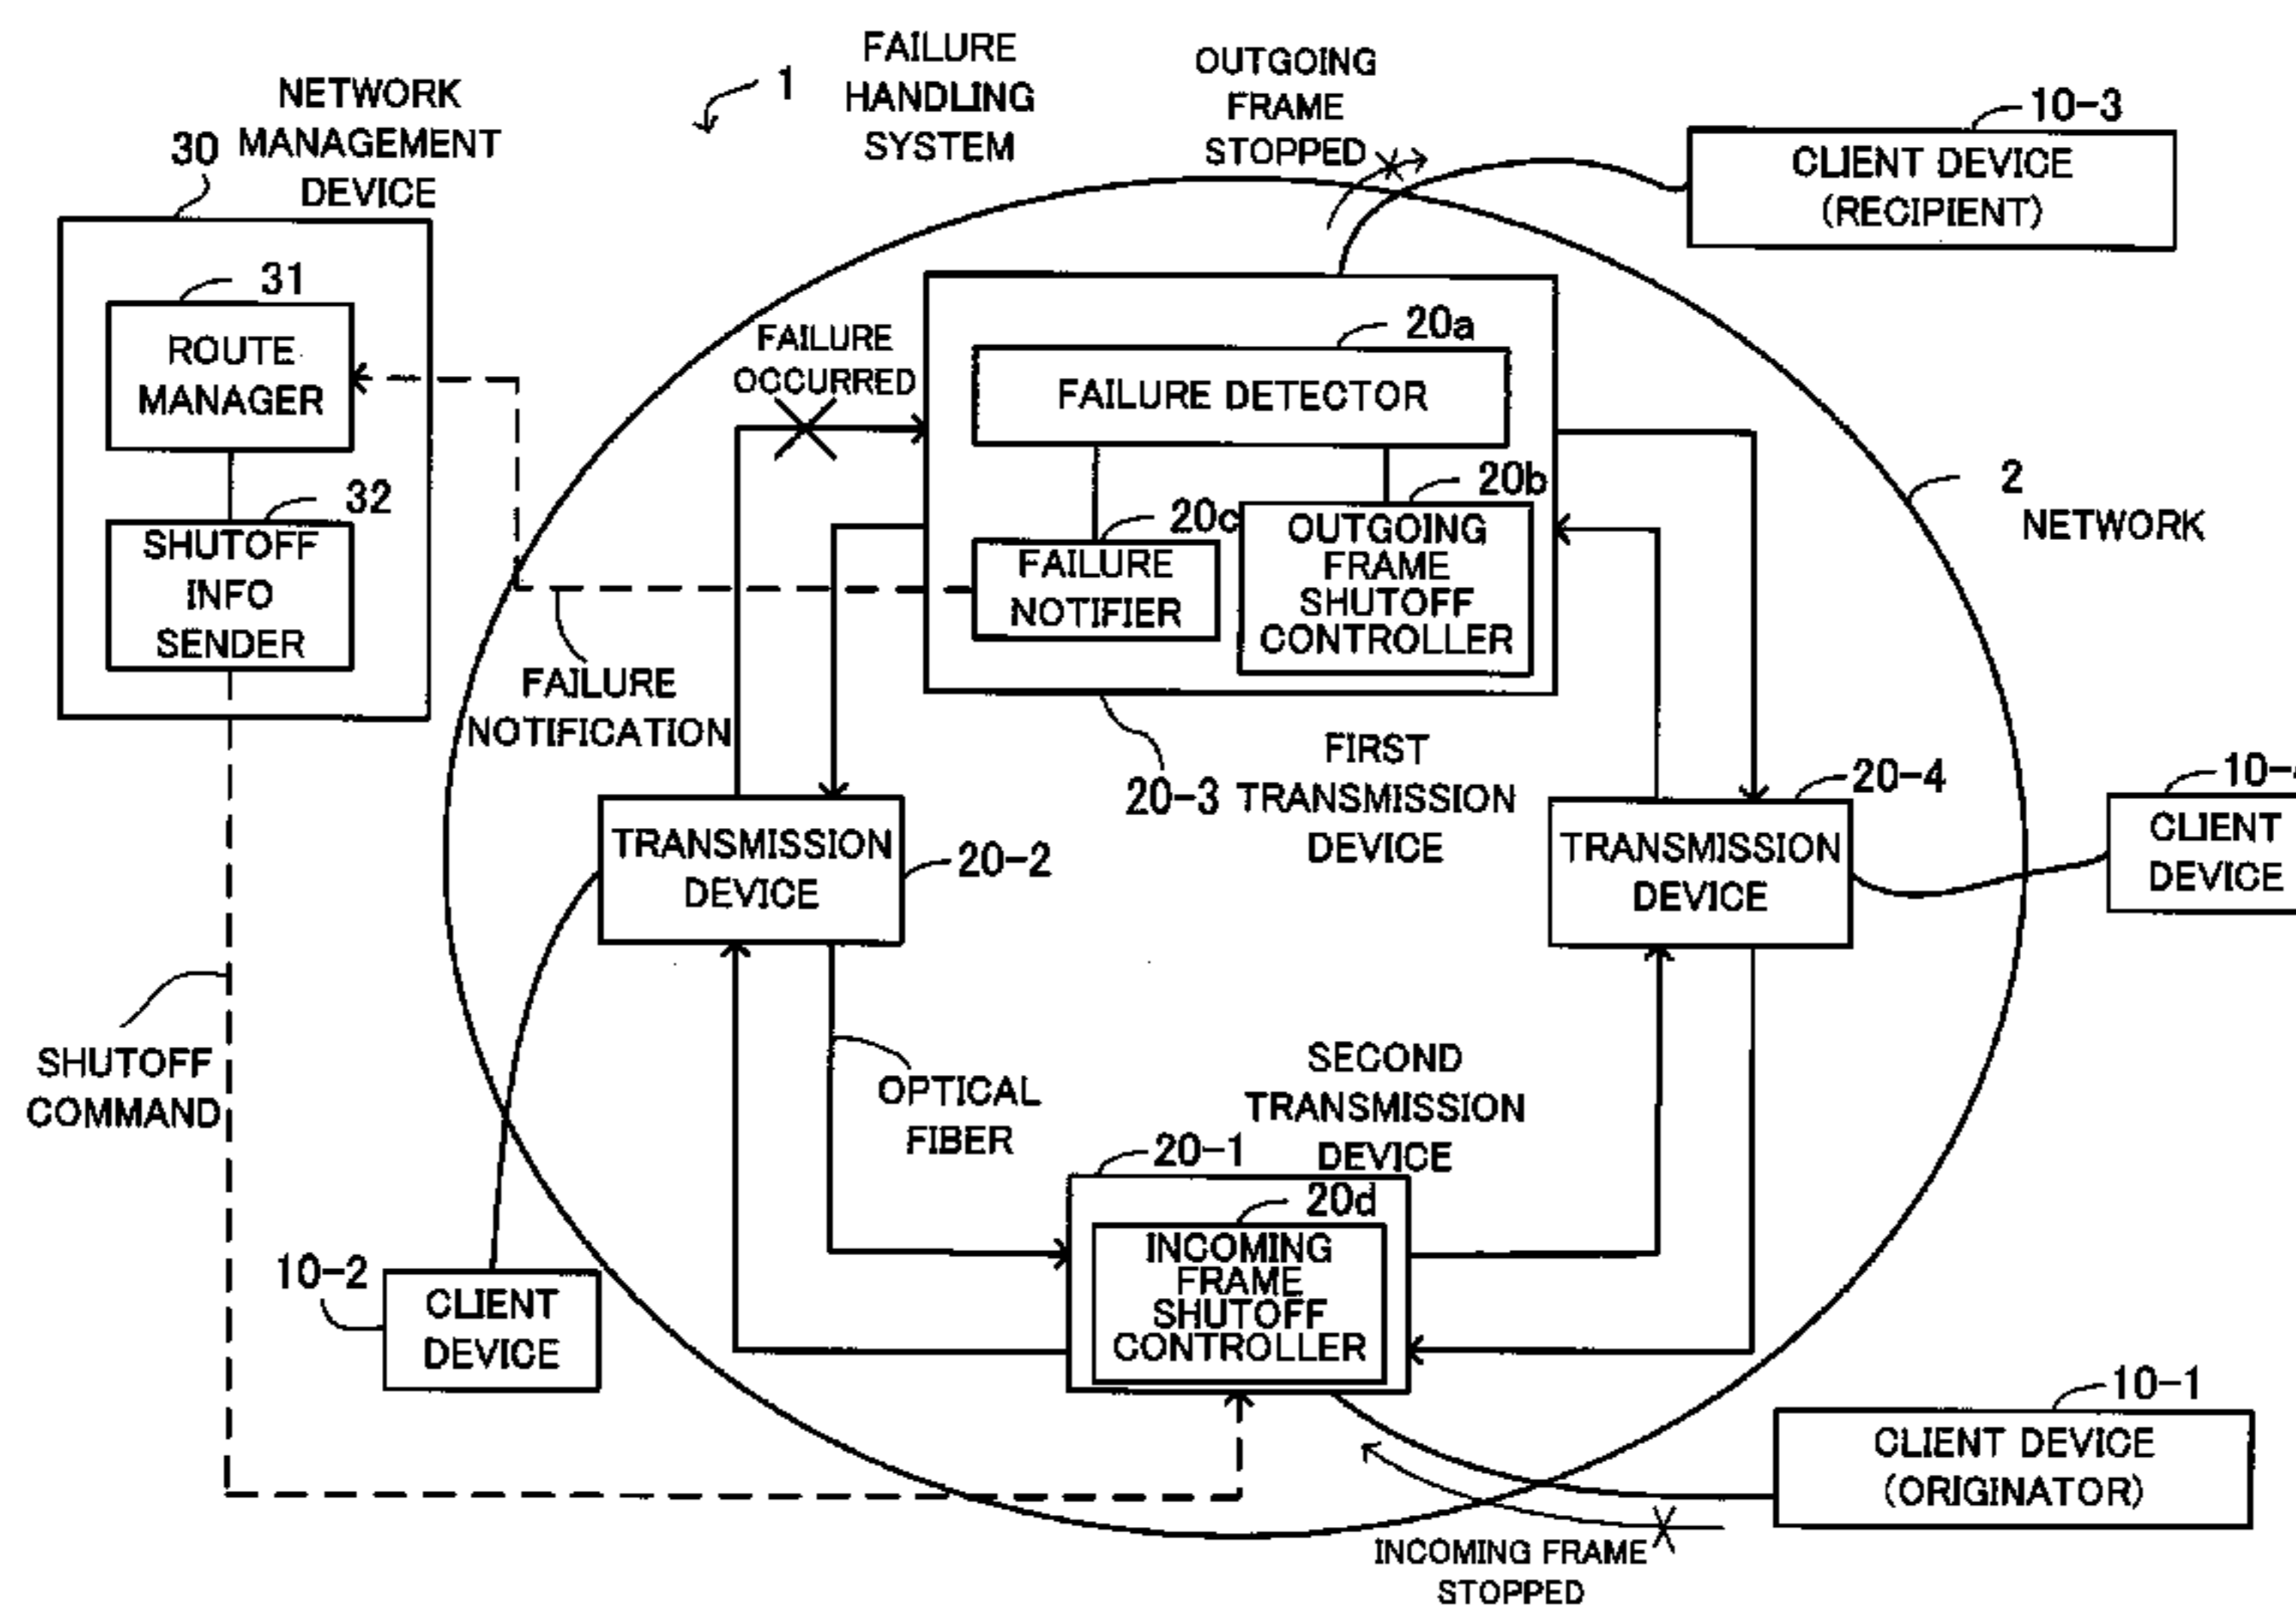 1
FAILURE
HANDLING
SYSTEM
OUTGOING
FRAME
STOPPED
10-3
CLIENT DEVICE
(RECIPIENT)
NETWORK
MANAGEMENT
DEVICE
30
31
ROUTE
MANAGER
32
SHUTOFF
INFO
SENDER
FAILURE
OCCURRED
20a
FAILURE DETECTOR
20b
OUTGOING
FRAME
SHUTOFF
CONTROLLER
20c
FAILURE
NOTIFIER
2
NETWORK
FAILURE
NOTIFICATION
20-3
FIRST
TRANSMISSION
DEVICE
TRANSMISSION
DEVICE
20-2
20-4
TRANSMISSION
DEVICE
CLIENT
DEVICE
SHUTOFF
COMMAND
OPTICAL
FIBER
SECOND
TRANSMISSION
DEVICE
20-1
20d
INCOMING
FRAME
SHUTOFF
CONTROLLER
10-2
CLIENT
DEVICE
10-1
CLIENT DEVICE
(ORIGINATOR)
INCOMING FRAME
STOPPED